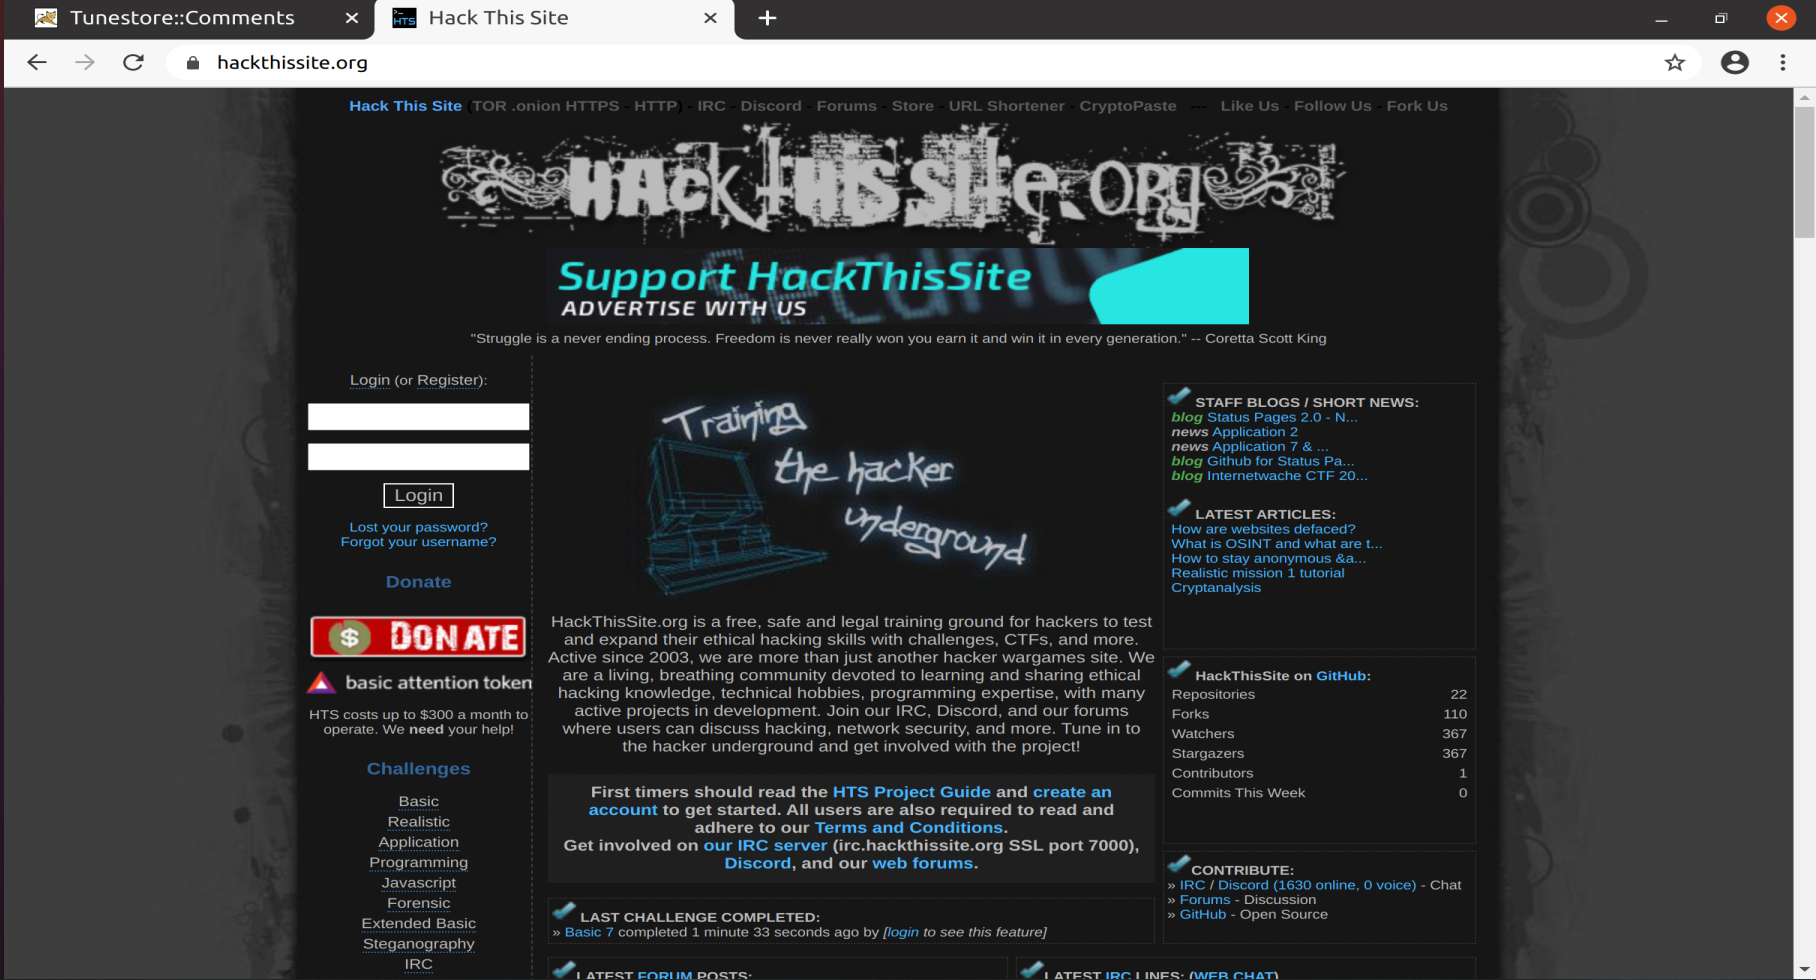 Tunestore::Comments
Hack This Site
hackthissite.org
Hack This Site (TOR .onion HTTPS - HTTP) - IRC - Discord - Forums - Store - URL Shortener - CryptoPaste --- Like Us - Follow Us - Fork Us
HackThisSite.org
Security
Support HackThisSite
ADVERTISE WITH US
"Struggle is a never ending process. Freedom is never really won you earn it and win it in every generation." -- Coretta Scott King
Login (or Register):
Login
Lost your password?
Forgot your username?
Donate
$ DONATE
basic attention token
HTS costs up to $300 a month to
operate. We need your help!
Challenges
Basic
Realistic
Application
Programming
Javascript
Forensic
Extended Basic
Steganography
IRC
Training
the hacker
underground
HackThisSite.org is a free, safe and legal training ground for hackers to test
and expand their ethical hacking skills with challenges, CTFs, and more.
Active since 2003, we are more than just another hacker wargames site. We
are a living, breathing community devoted to learning and sharing ethical
hacking knowledge, technical hobbies, programming expertise, with many
active projects in development. Join our IRC, Discord, and our forums
where users can discuss hacking, network security, and more. Tune in to
the hacker underground and get involved with the project!
First timers should read the HTS Project Guide and create an
account to get started. All users are also required to read and
adhere to our Terms and Conditions.
Get involved on our IRC server (irc.hackthissite.org SSL port 7000),
Discord, and our web forums.
LAST CHALLENGE COMPLETED:
» Basic 7 completed 1 minute 33 seconds ago by [login to see this feature]
LATEST FORUM POSTS:
LATEST IRC LINES: (WEB CHAT)
STAFF BLOGS / SHORT NEWS:
blog Status Pages 2.0 - N...
news Application 2
news Application 7 & ...
blog Github for Status Pa...
blog Internetwache CTF 20...
LATEST ARTICLES:
How are websites defaced?
What is OSINT and what are t...
How to stay anonymous &a...
Realistic mission 1 tutorial
Cryptanalysis
HackThisSite on GitHub:
Repositories 22
Forks 110
Watchers 367
Stargazers 367
Contributors 1
Commits This Week 0
CONTRIBUTE:
» IRC / Discord (1630 online, 0 voice) - Chat
» Forums - Discussion
» GitHub - Open Source